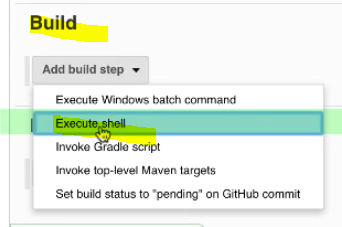 Build
Add build step
Execute Windows batch command
Execute shell
Invoke Gradle script
Invoke top-level Maven targets
Set build status to "pending" on GitHub commit